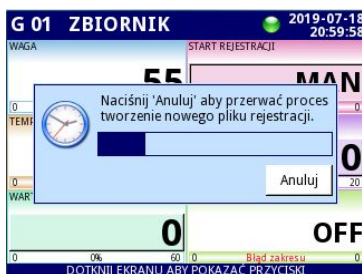 G 01 ZBIORNIK
2019-07-18
20:59:58
WAGA
START REJESTRACJI
55
MAN
0
0
Naciśnij 'Anuluj' aby przerwać proces
tworzenie nowego pliku rejestracji.
Anuluj
TEMP
0
0
20
WAR
0
OFF
0
0%
60
0
Błąd zakresu
0
DOTKNIJ EKRANU ABY POKAZAĆ PRZYCISKI